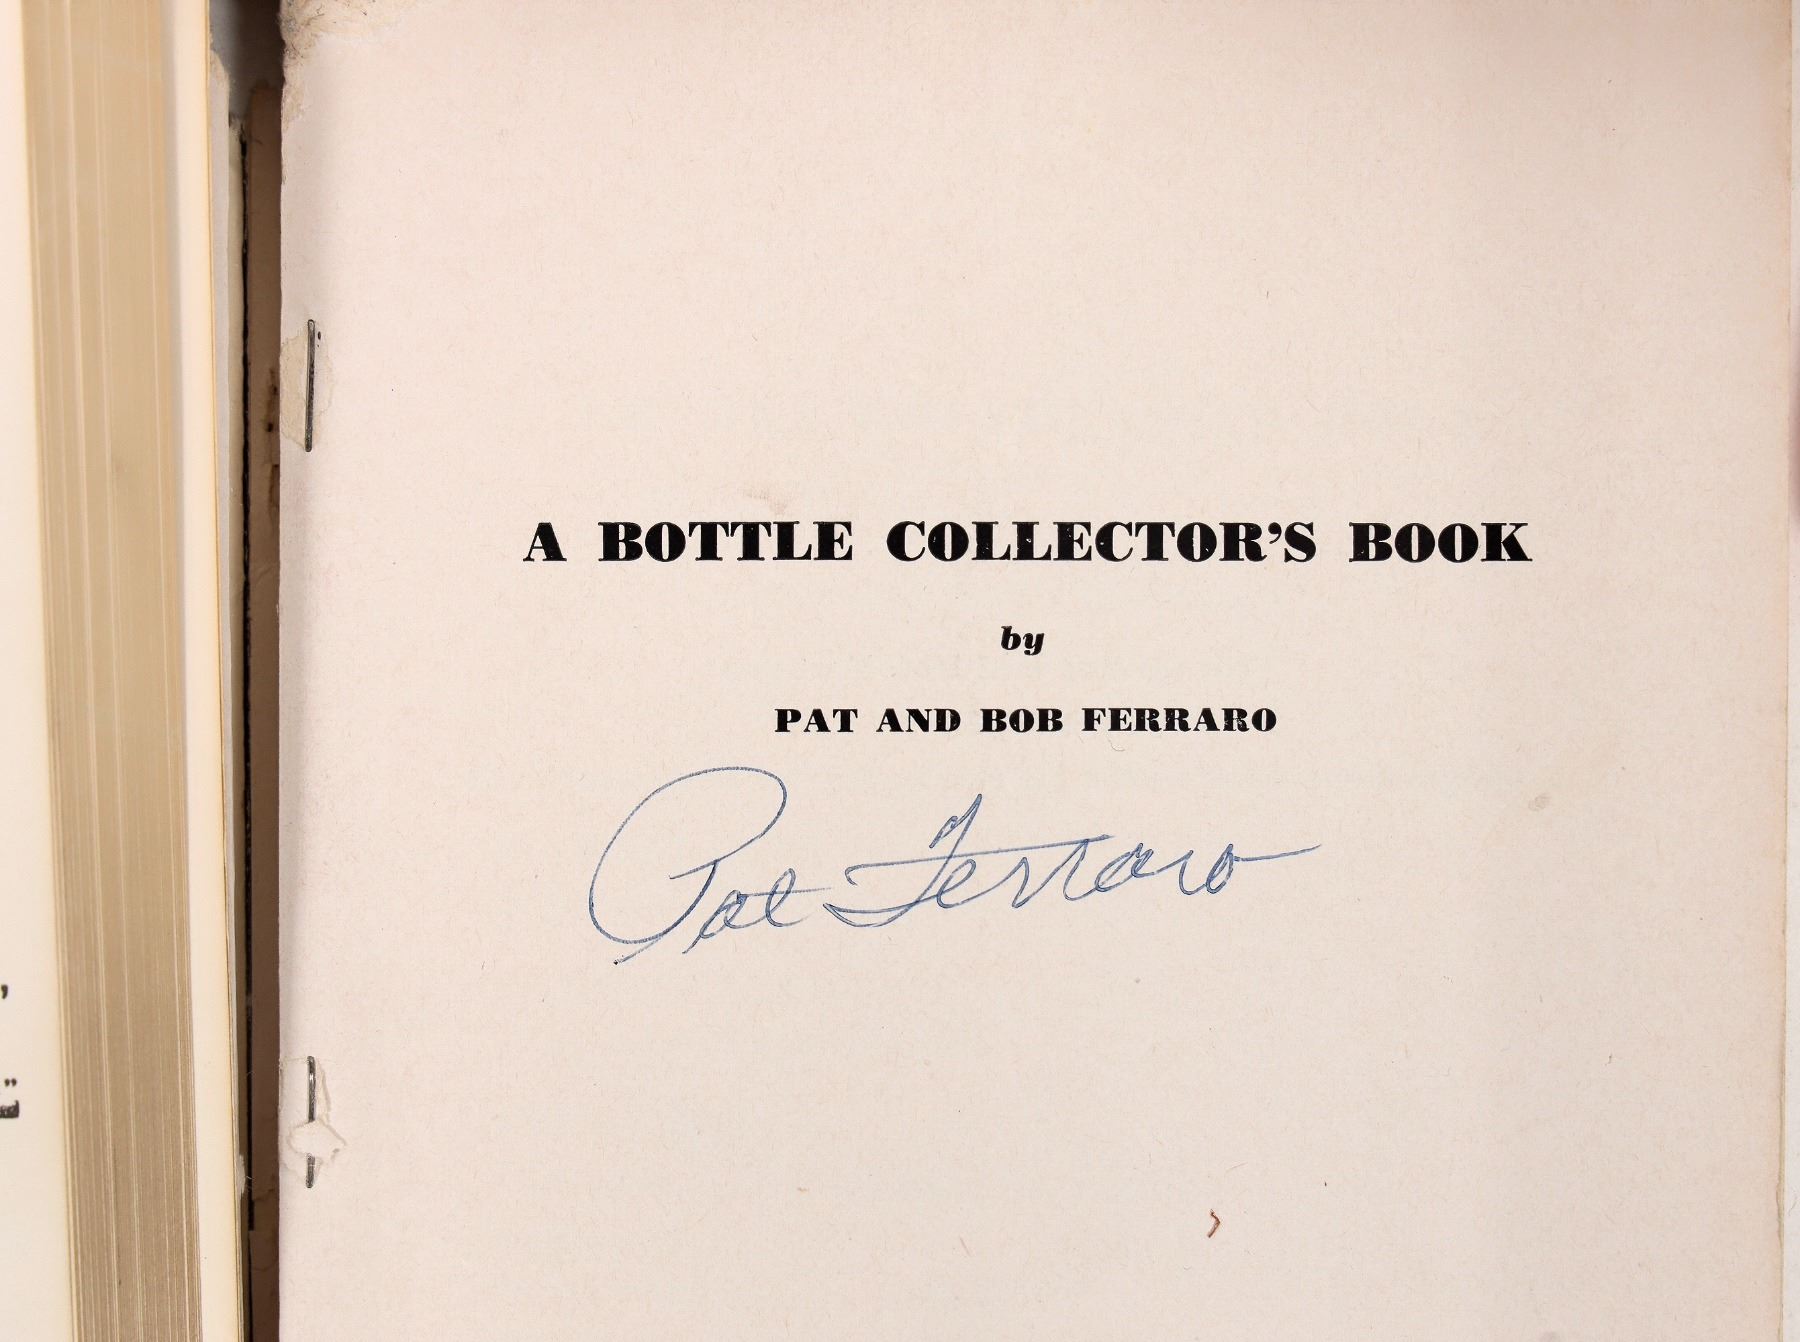 A BOTTLE COLLECTOR’S BOOK
by
PAT AND BOB FERRARO
Pat Ferraro